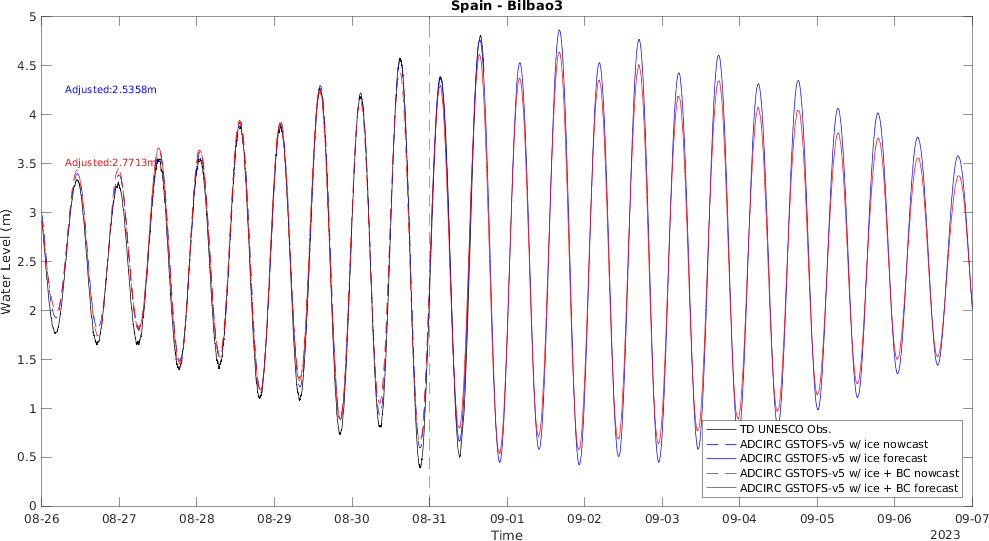 Spain - Bilbao3
5
4.5
4
3.5
3
2.5
2
1.5
1
0.5
0
Water Level (m)
Adjusted:2.5358m
Adjusted:2.7713m
TD UNESCO Obs.
ADCIRC GSTOFS-v5 w/ ice nowcast
ADCIRC GSTOFS-v5 w/ ice forecast
ADCIRC GSTOFS-v5 w/ ice + BC nowcast
ADCIRC GSTOFS-v5 w/ ice + BC forecast
08-26 08-27 08-28 08-29 08-30 08-31 09-01 09-02 09-03 09-04 09-05 09-06 09-07
Time
2023